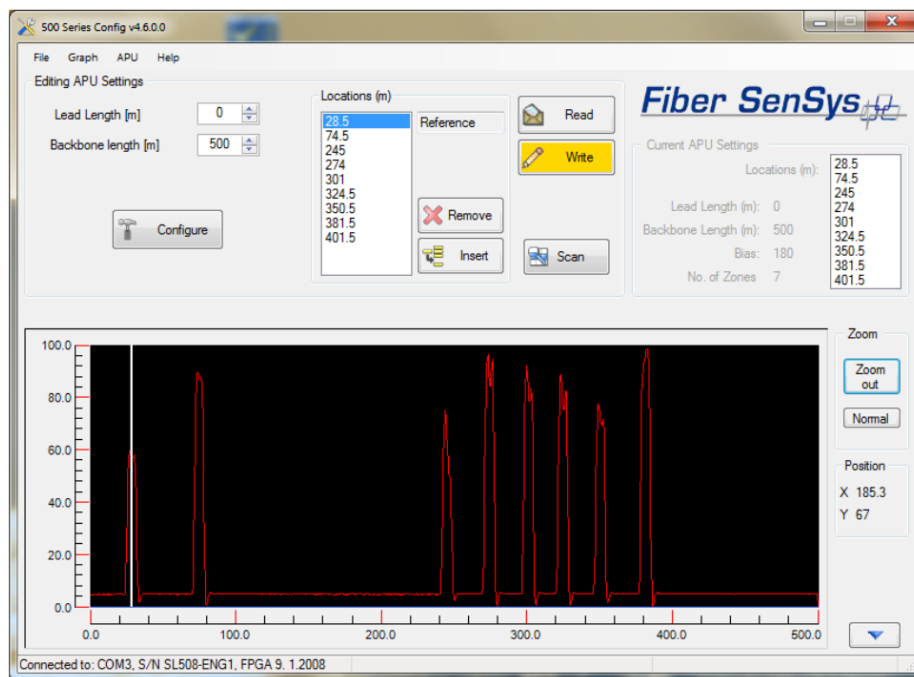 500 Series Config v4.6.0.0
File Graph APU Help
Editing APU Settings
Lead Length [m] 0
Backbone length [m] 500
Configure
Locations (m)
28.5
74.5
245
274
301
324.5
350.5
381.5
401.5
Reference
Remove
Insert
Read
Write
Scan
Fiber SenSys
Current APU Settings
Locations (m):
28.5
74.5
245
274
301
324.5
350.5
381.5
401.5
Lead Length (m): 0
Backbone Length (m): 500
Bias: 180
No. of Zones 7
100.0
80.0
60.0
40.0
20.0
0.0
0.0 100.0 200.0 300.0 400.0 500.0
Zoom
Zoom
out
Normal
Position
X 185.3
Y 67
Connected to: COM3, S/N SL508-ENG1, FPGA 9. 1.2008